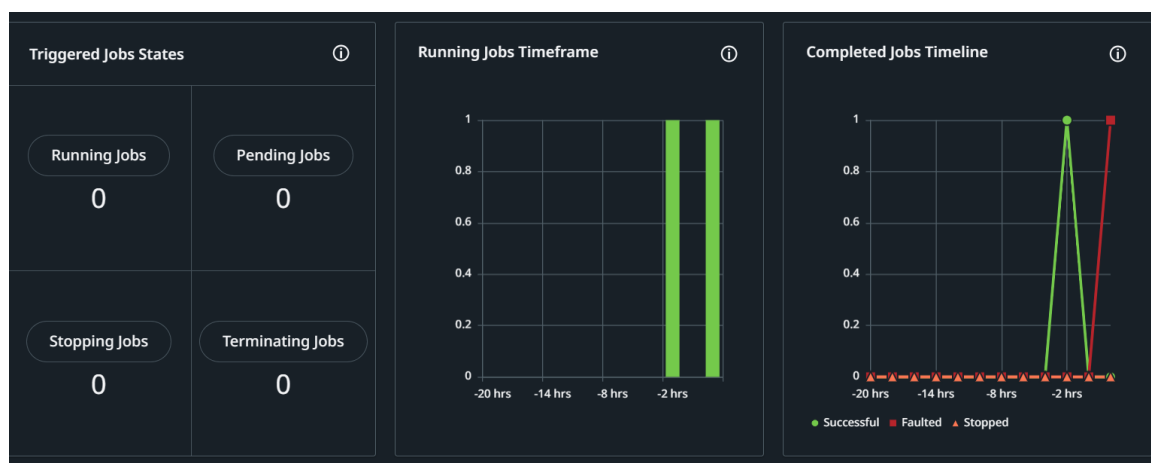 Triggered Jobs States
Running Jobs
0
Pending Jobs
0
Stopping Jobs
0
Terminating Jobs
0
Running Jobs Timeframe
1
0.8
0.6
0.4
0.2
0
-20 hrs -14 hrs -8 hrs -2 hrs
Completed Jobs Timeline
1
0.8
0.6
0.4
0.2
0
-20 hrs -14 hrs -8 hrs -2 hrs
Successful Faulted Stopped